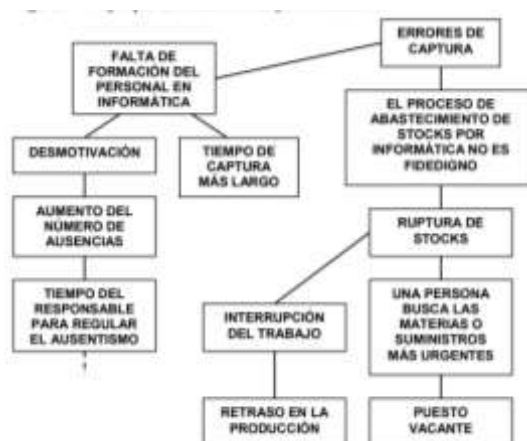 FALTA DE
FORMACIÓN DEL
PERSONAL EN
INFORMÁTICA
ERRORES DE
CAPTURA
DESMOTIVACIÓN
TIEMPO DE
CAPTURA
MÁS LARGO
EL PROCESO DE
ABASTECIMIENTO DE
STOCKS POR
INFORMÁTICA NO ES
FIDEDIGNO
AUMENTO DEL
NÚMERO DE
AUSENCIAS
RUPTURA DE
STOCKS
TIEMPO DEL
RESPONSABLE
PARA REGULAR
EL AUSENTISMO
INTERRUPCIÓN
DEL TRABAJO
UNA PERSONA
BUSCA LAS
MATERIAS O
SUMINISTROS
MÁS URGENTES
RETRASO EN LA
PRODUCCIÓN
PUESTO
VACANTE